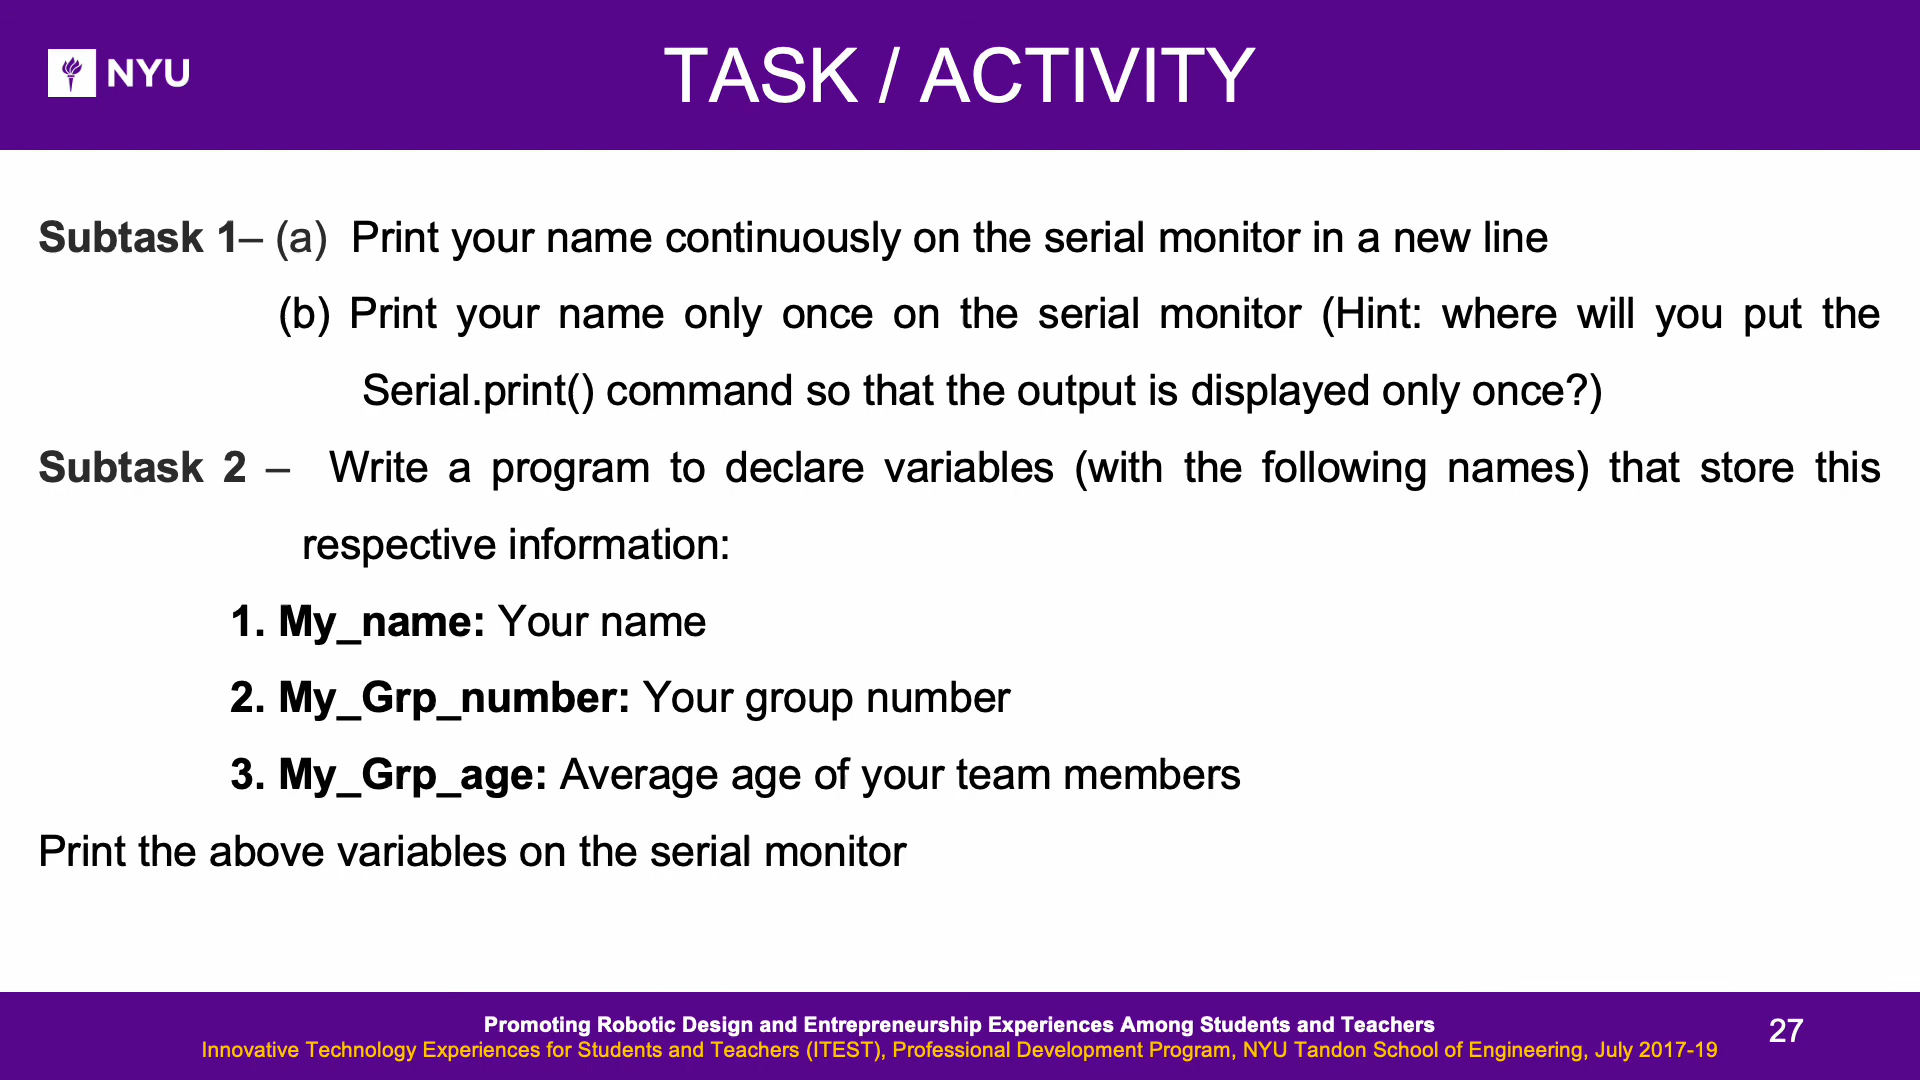 NYU
TASK / ACTIVITY
Subtask 1– (a) Print your name continuously on the serial monitor in a new line
(b) Print your name only once on the serial monitor (Hint: where will you put the
Serial.print() command so that the output is displayed only once?)
Subtask 2 – Write a program to declare variables (with the following names) that store this
respective information:
1. My_name: Your name
2. My_Grp_number: Your group number
3. My_Grp_age: Average age of your team members
Print the above variables on the serial monitor
Promoting Robotic Design and Entrepreneurship Experiences Among Students and Teachers
Innovative Technology Experiences for Students and Teachers (ITEST), Professional Development Program, NYU Tandon School of Engineering, July 2017-19
27